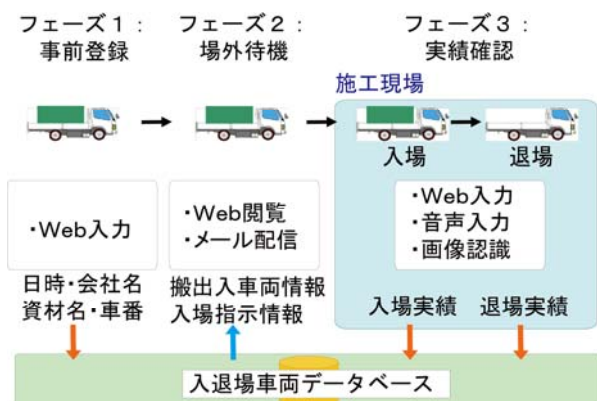 フェーズ１：
事前登録
フェーズ２：
場外待機
フェーズ３：
実績確認
施工現場
入場
退場
・Web入力
・Web閲覧
・メール配信
・Web入力
・音声入力
・画像認識
日時・会社名
資材名・車番
搬出入車両情報
入場指示情報
入場実績
退場実績
入退場車両データベース